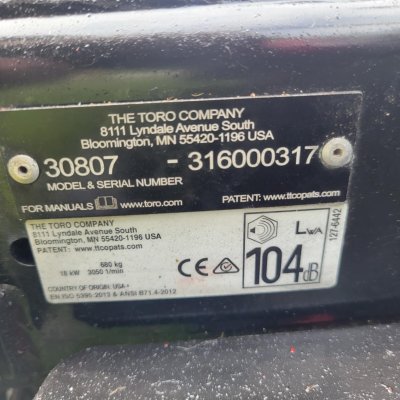 THE TORO COMPANY
8111 Lyndale Avenue South
Bloomington, MN 55420-1196 USA
30807 - 316000317
MODEL & SERIAL NUMBER
FOR MANUALS www.toro.com PATENT: www.ttcopats.com
THE TORO COMPANY
8111 Lyndale Avenue South
Bloomington, MN 55420-1196 USA
PATENT: www.ttcopats.com
680 kg
18 kW 3050 1/min
COUNTRY OF ORIGIN: USA
EN ISO 5395:2013 & ANSI B71.4-2012
CE
LWA
104dB
127-6442